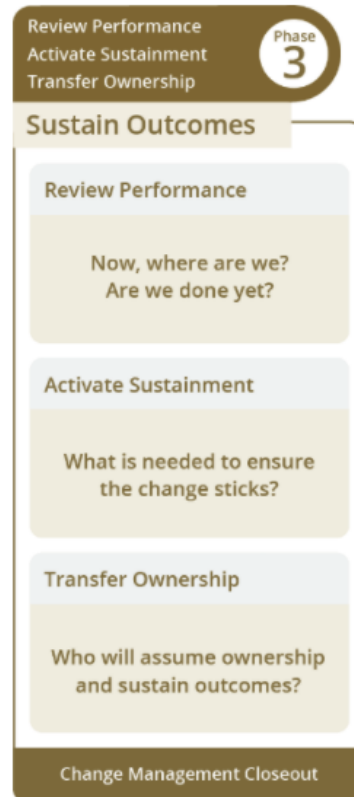 Review Performance
Activate Sustainment
Transfer Ownership
Phase
3
Sustain Outcomes
Review Performance
Now, where are we?
Are we done yet?
Activate Sustainment
What is needed to ensure
the change sticks?
Transfer Ownership
Who will assume ownership
and sustain outcomes?
Change Management Closeout